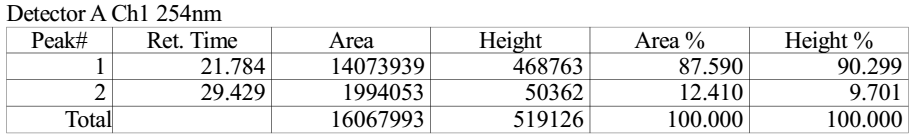 Detector A Ch1 254nm
Peak# Ret. Time Area Height Area % Height %
1 21.784 14073939 468763 87.590 90.299
2 29.429 1994053 50362 12.410 9.701
Total 16067993 519126 100.000 100.000